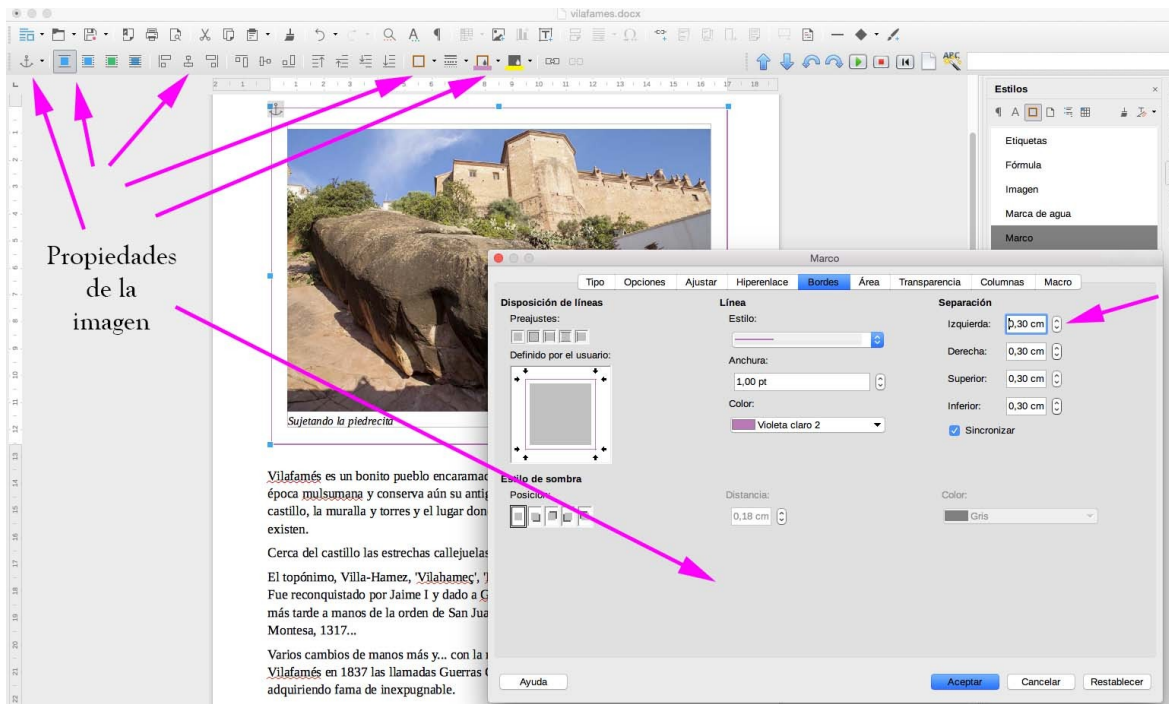 vilafames.docx
Estilos
Etiquetas
Fórmula
Imagen
Marca de agua
Marco
Propiedades
de la
imagen
Sujetando la piedrecita
Vilafamés es un bonito pueblo encaramad
época mulsumana y conserva aún su antig
castillo, la muralla y torres y el lugar don
existen.
Cerca del castillo las estrechas callejuelas
El topónimo, Villa-Hamez, 'Vilahameç', '
Fue reconquistado por Jaime I y dado a G
más tarde a manos de la orden de San Jua
Montesa, 1317...
Varios cambios de manos más y... con la
Vilafamés en 1837 las llamadas Guerras
adquiriendo fama de inexpugnable.
Marco
Tipo Opciones Ajustar Hiperenlace Bordes Área Transparencia Columnas Macro
Disposición de líneas Línea Separación
Preajustes: Estilo: Izquierda: 0,30 cm
Definido por el usuario: Anchura: Derecha: 0,30 cm
1,00 pt Superior: 0,30 cm
Color: Inferior: 0,30 cm
Violeta claro 2 Sincronizar
Estilo de sombra
Posición: Distancia: Color:
0,18 cm Gris
Ayuda Aceptar Cancelar Restablecer